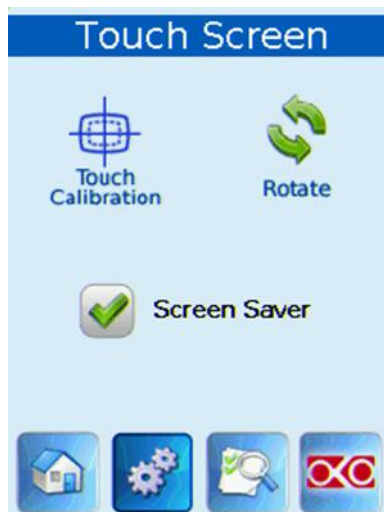 Touch Screen
Touch
Calibration
Rotate
Screen Saver